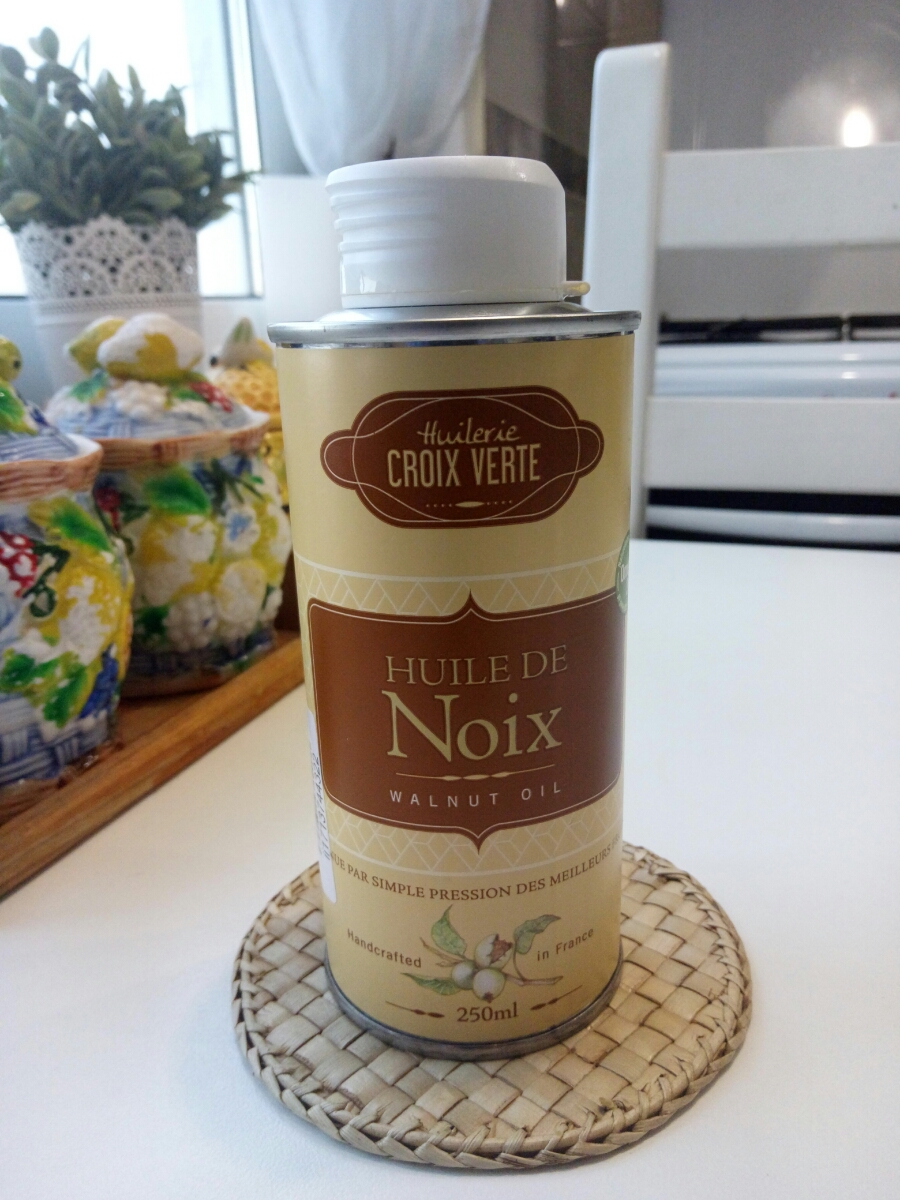 Huilerie
CROIX VERTE
HUILE DE
Noix
WALNUT OIL
PAR SIMPLE PRESSION DES MEILLEURS
Handcrafted in France
250ml